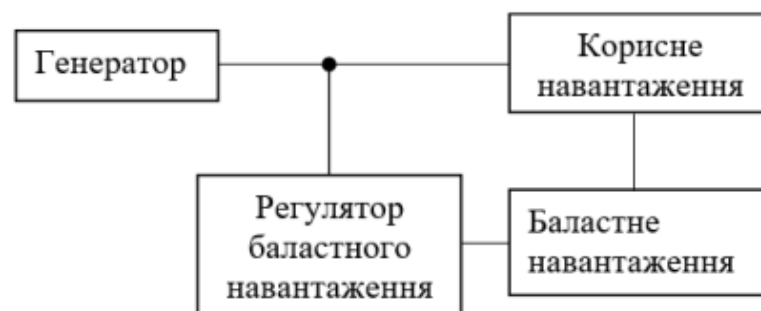 Генератор
Корисне
навантаження
Регулятор
баластного
навантаження
Баластне
навантаження